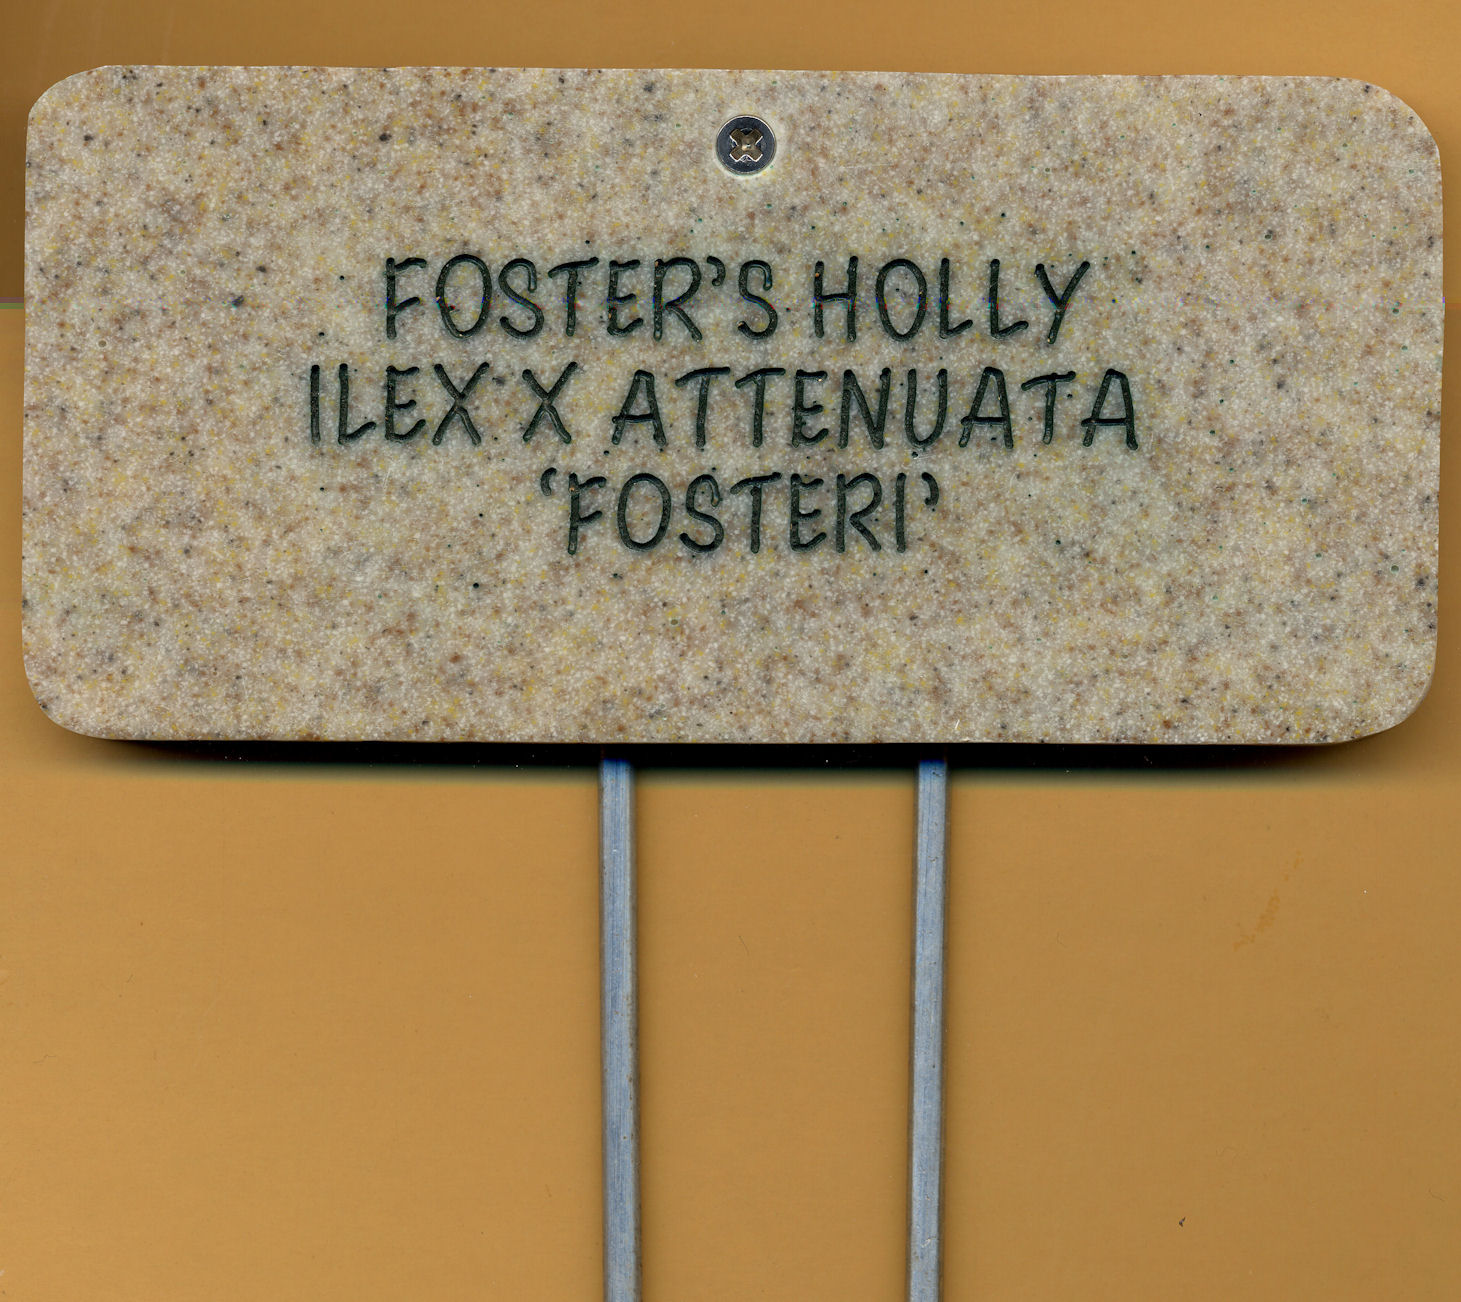 FOSTER’S HOLLY
ILEX X ATTENUATA
‘FOSTERI’